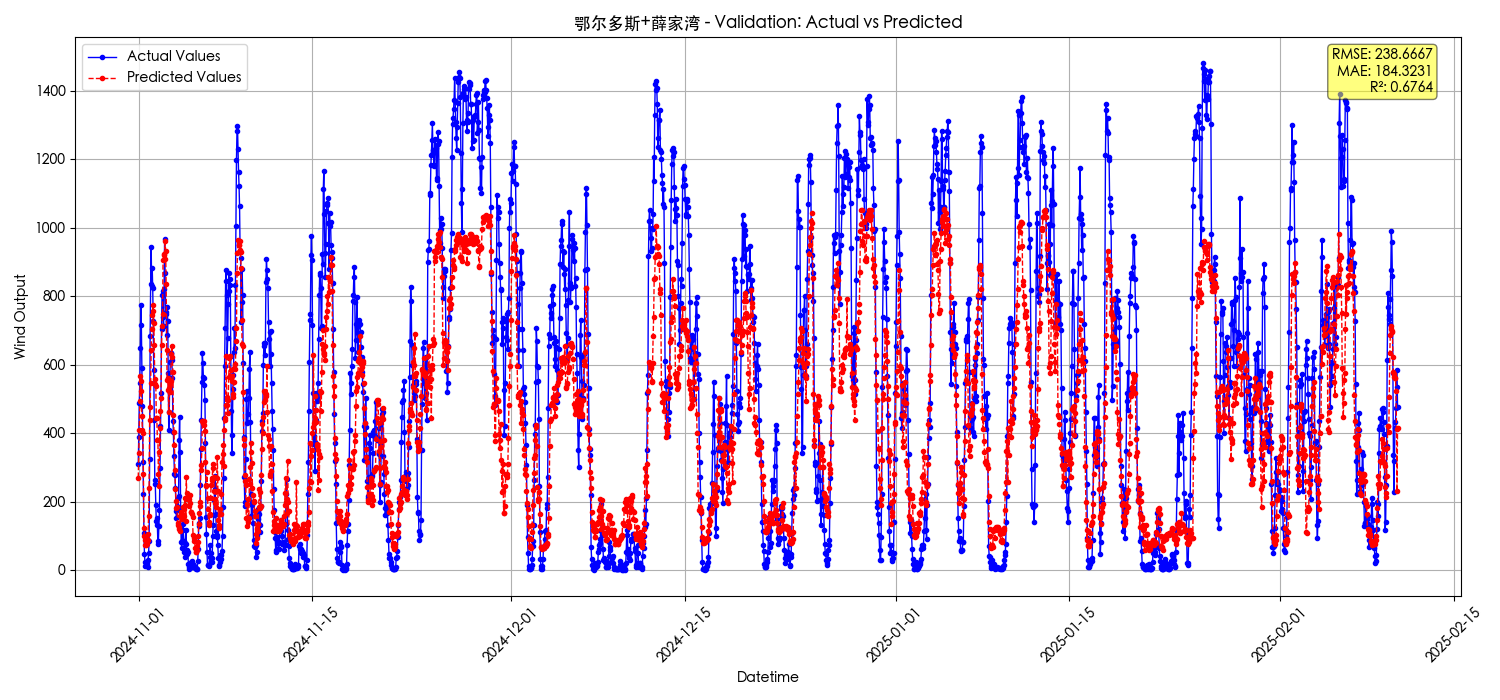 鄂尔多斯+薛家湾 - Validation: Actual vs Predicted
Actual Values
Predicted Values
RMSE: 238.6667
MAE: 184.3231
R²: 0.6764
Wind Output
1400
1200
1000
800
600
400
200
0
2024-11-01
2024-11-15
2024-12-01
2024-12-15
2025-01-01
2025-01-15
2025-02-01
2025-02-15
Datetime